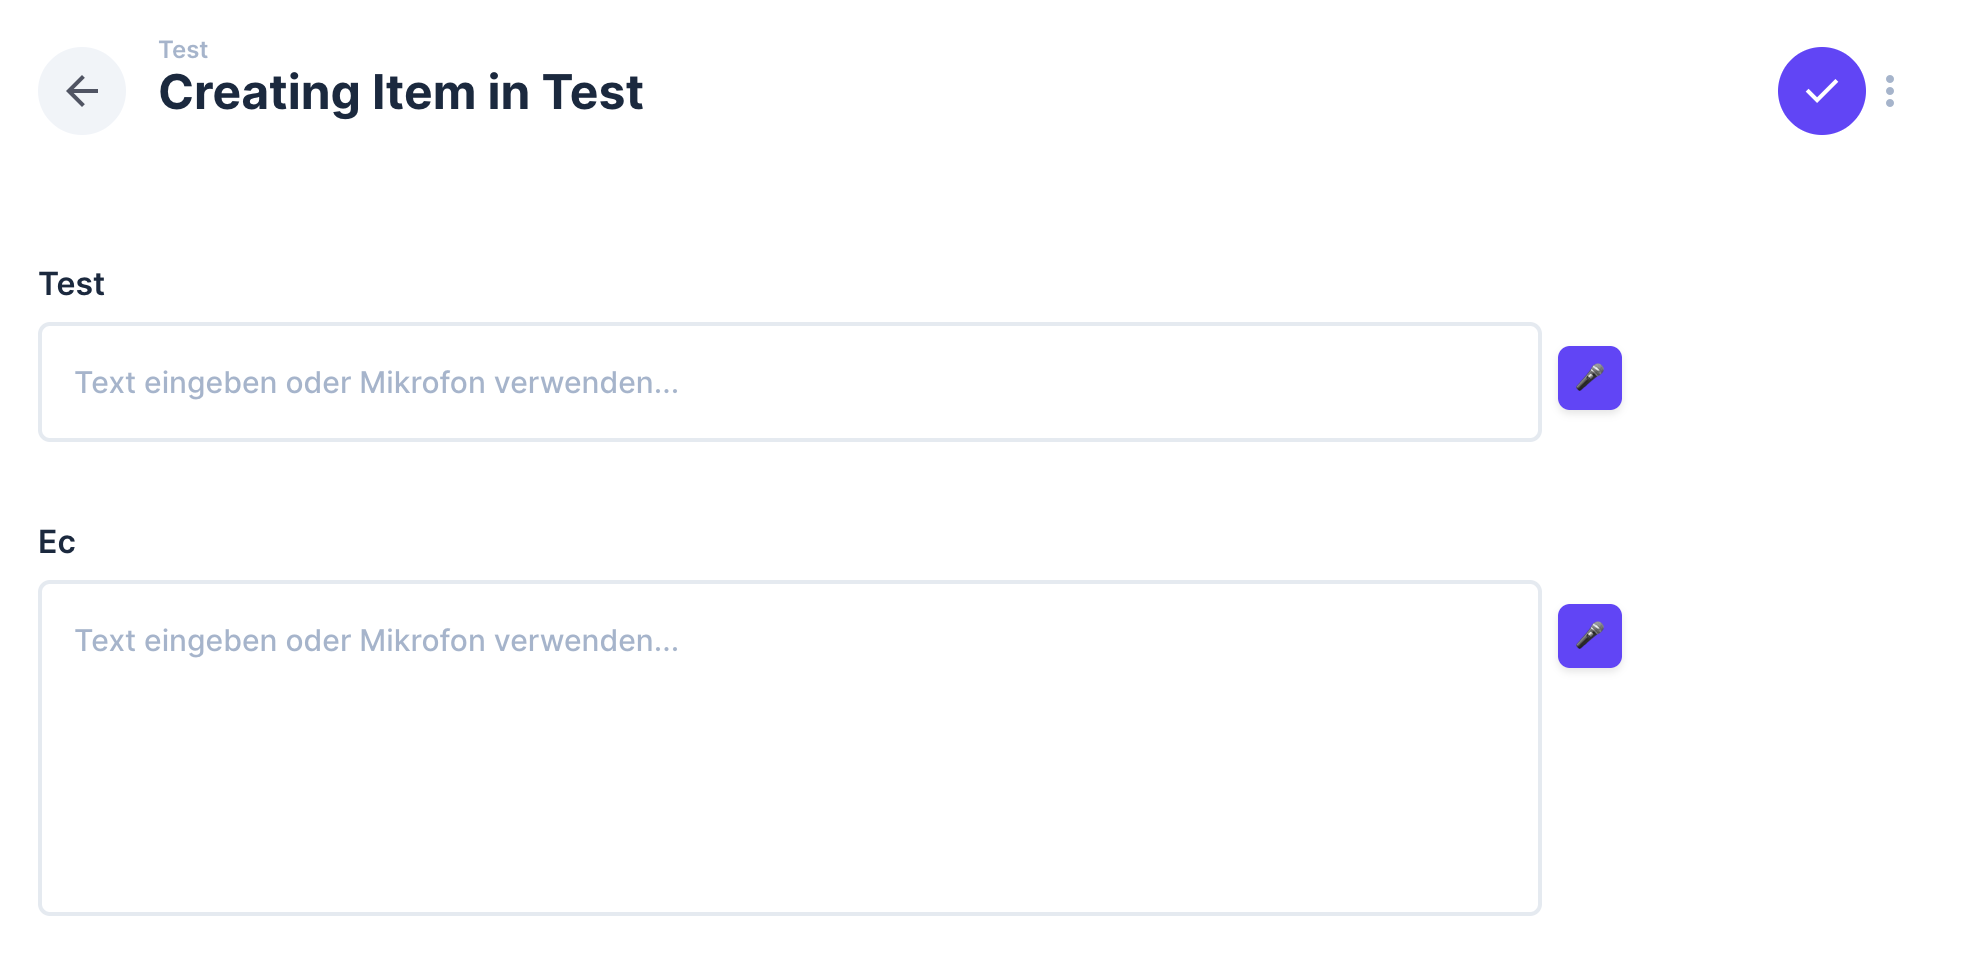 Test
Creating Item in Test
Test
Text eingeben oder Mikrofon verwenden...
Ec
Text eingeben oder Mikrofon verwenden...